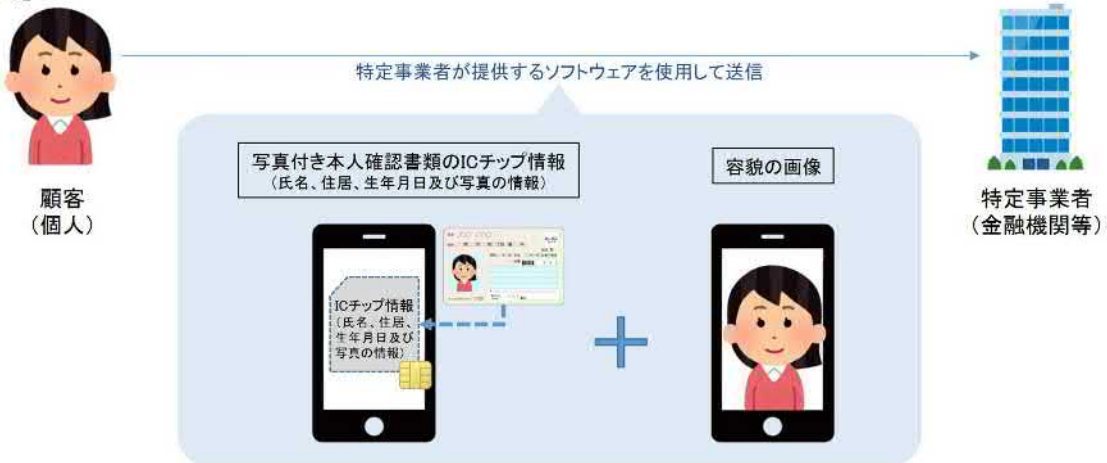 特定事業者が提供するソフトウェアを使用して送信
顧客
（個人）
特定事業者
（金融機関等）
写真付き本人確認書類のICチップ情報
（氏名、住居、生年月日及び写真の情報）
容貌の画像
ICチップ情報
（氏名、住居、
生年月日及び
写真の情報）